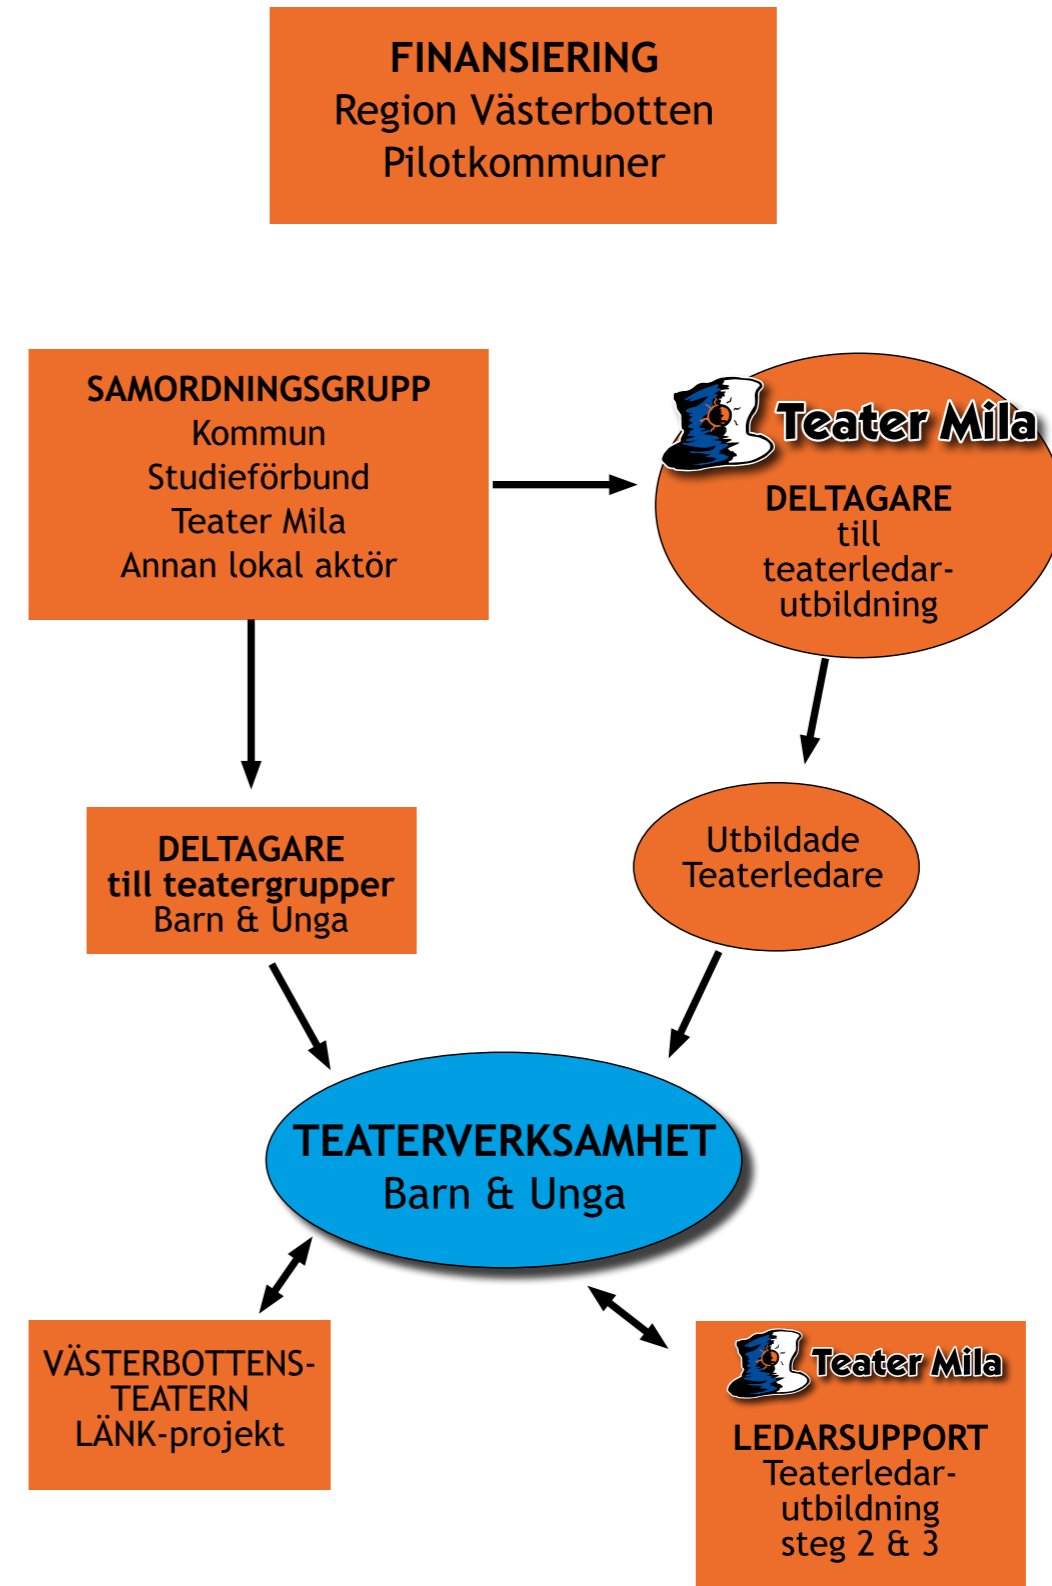 FINANSIERING
Region Västerbotten
Pilotkommuner
SAMORDNINGSGRUPP
Kommun
Studieförbund
Teater Mila
Annan lokal aktör
Teater Mila
DELTAGARE
till
teaterledar-
utbildning
DELTAGARE
till teatergrupper
Barn & Unga
Utbildade
Teaterledare
TEATERVERKSAMHET
Barn & Unga
VÄSTERBOTTENS-
TEATERN
LÄNK-projekt
Teater Mila
LEDARSUPPORT
Teaterledar-
utbildning
steg 2 & 3